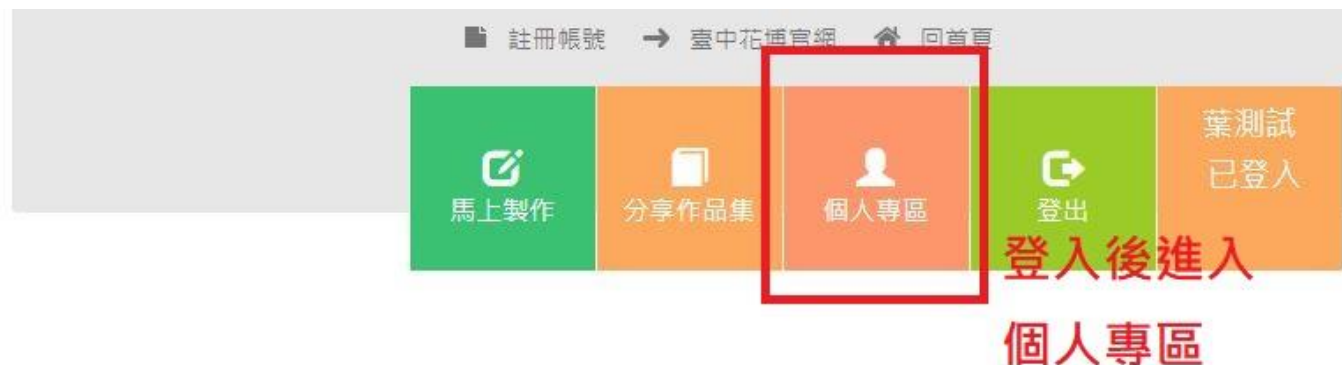 註冊帳號 臺中花博官網 回首頁
葉測試
已登入
馬上製作 分享作品集 個人專區 登出
登入後進入
個人專區